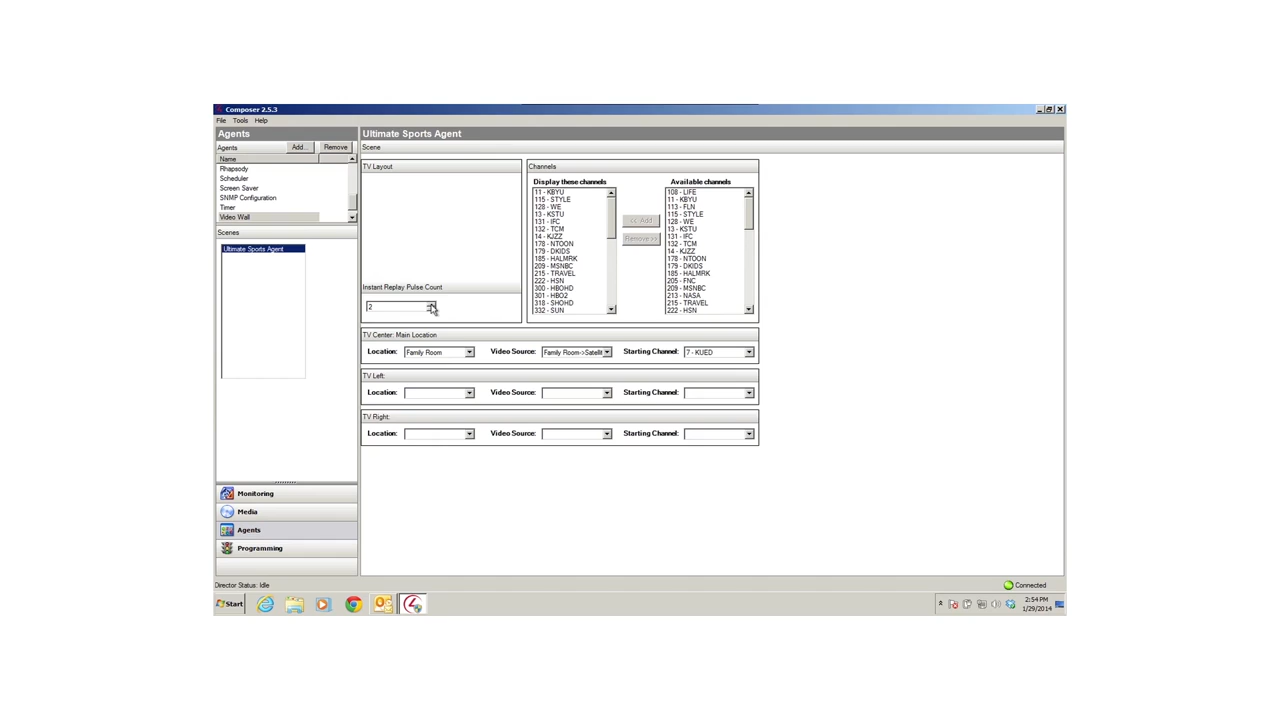 Composer 2.5.3
File Tools Help
Agents
Agents Add... Remove
Name
Rhapsody
Scheduler
Screen Saver
SNMP Configuration
Timer
Video Wall
Scenes
Ultimate Sports Agent
Monitoring
Media
Agents
Programming
Ultimate Sports Agent
Scene
TV Layout
Instant Replay Pulse Count
2
Channels
Display these channels
11 - KBYU
115 - STYLE
128 - WE
13 - KSTU
131 - IFC
132 - TCM
14 - KJZZ
178 - NTOON
179 - DKIDS
185 - HALMRK
209 - MSNBC
215 - TRAVEL
222 - HSN
300 - HBOHD
301 - HBO2
318 - SHOHD
332 - SUN
<< Add
Remove >>
Available channels
108 - LIFE
11 - KBYU
113 - FLN
115 - STYLE
128 - WE
13 - KSTU
131 - IFC
132 - TCM
14 - KJZZ
178 - NTOON
179 - DKIDS
185 - HALMRK
205 - FNC
209 - MSNBC
213 - NASA
215 - TRAVEL
222 - HSN
TV Center: Main Location
Location: Family Room Video Source: Family Room->Satellit Starting Channel: 7 - KUED
TV Left:
Location: Video Source: Starting Channel:
TV Right:
Location: Video Source: Starting Channel:
Director Status: Idle
Connected
Start
2:54 PM
1/29/2014